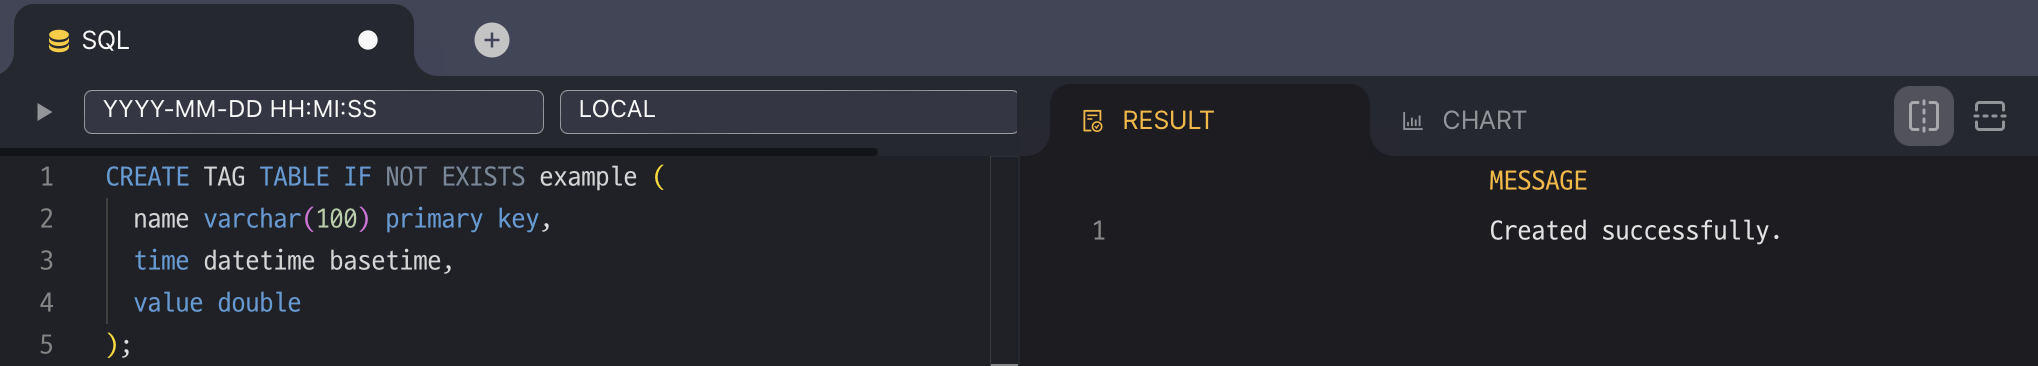 SQL
YYYY-MM-DD HH:MI:SS
LOCAL
RESULT
CHART
1 CREATE TAG TABLE IF NOT EXISTS example (
2 name varchar(100) primary key,
3 time datetime basetime,
4 value double
5 );
MESSAGE
1 Created successfully.